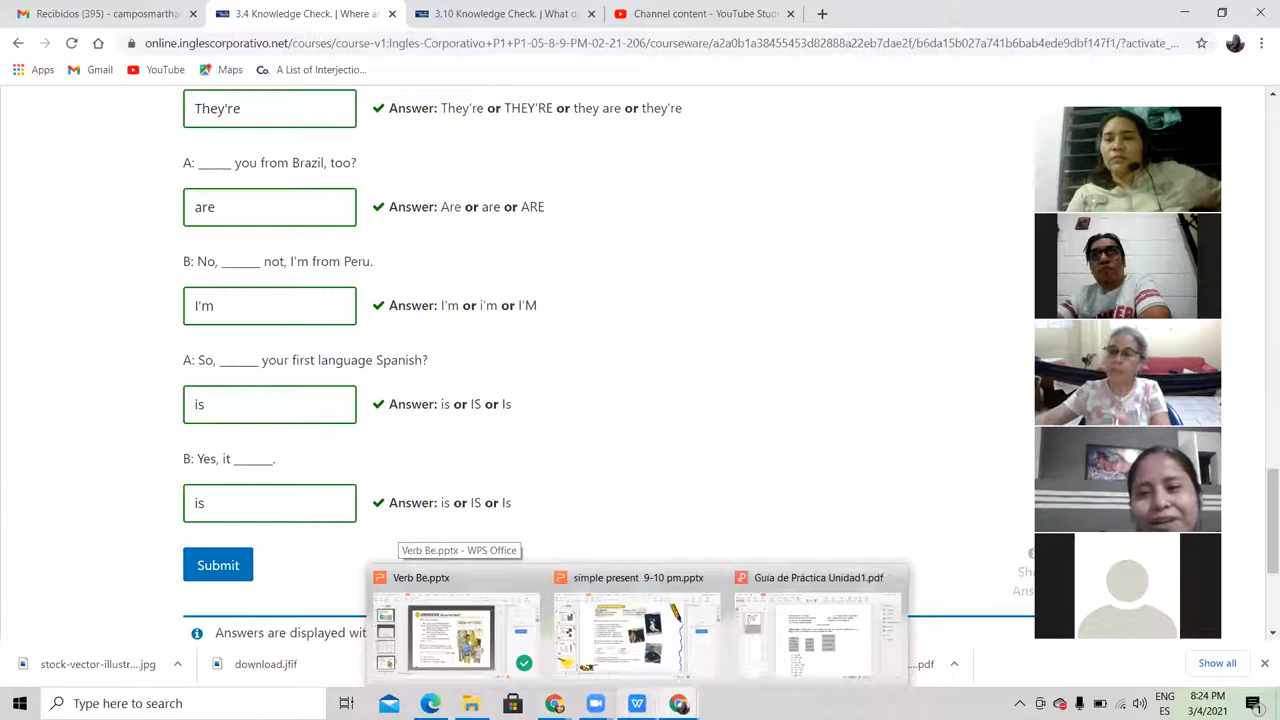 Recibidos (395) - camposmartha
3.4 Knowledge Check. | Where a
3.10 Knowledge Check. | What d
Channel content - YouTube Stud
online.inglescorporativo.net/courses/course-v1:Ingles-Corporativo+P1+P1-05-8-9-PM-02-21-206/courseware/a2a0b1a38455453d82888a22eb7dae2f/b6da15b027a741b6bab4ede9dbf147f1/?activate_...
Apps
Gmail
YouTube
Maps
Co. A List of Interjectio...
They're
Answer: They're or THEY'RE or they are or they're
A: _____ you from Brazil, too?
are
Answer: Are or are or ARE
B: No, ______ not, I'm from Peru.
I'm
Answer: I'm or i'm or I'M
A: So, ______ your first language Spanish?
is
Answer: is or IS or Is
B: Yes, it ______.
is
Answer: is or IS or Is
Verb Be.pptx - WPS Office
Submit
Sh
Ans
Verb Be.pptx
simple present 9-10 pm.pptx
Guía de Práctica Unidad1.pdf
Answers are displayed wit
download.jfif
.pdf
Show all
Type here to search
ENG
ES
8:24 PM
3/4/2021